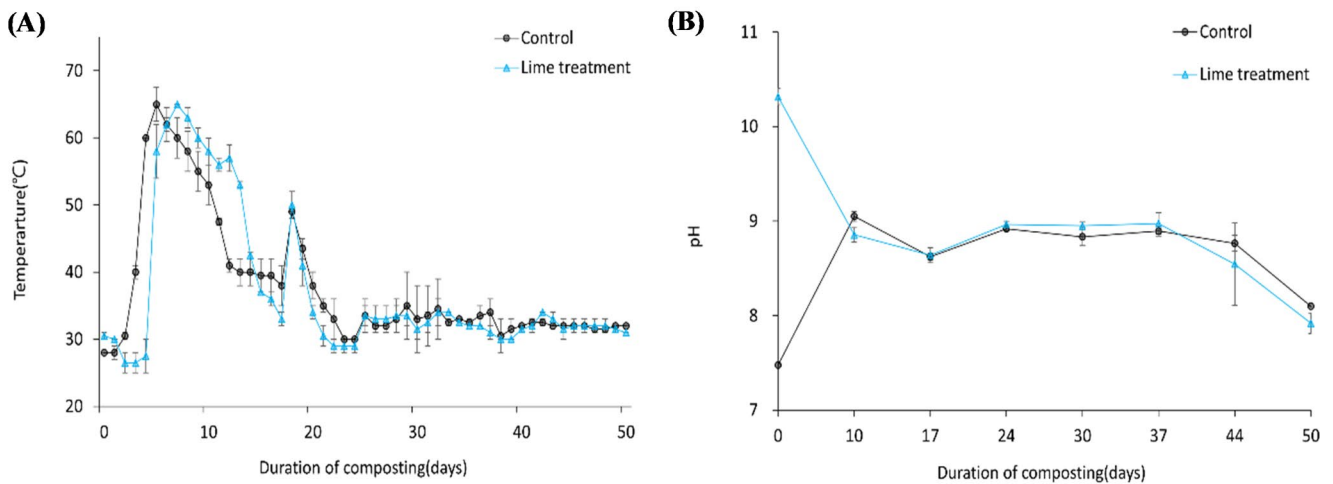 (A)
Control
Lime treatment
70
60
50
40
30
20
Temperarture(℃)
0 10 20 30 40 50
Duration of composting(days)
(B)
Control
Lime treatment
11
10
9
8
7
pH
0 10 17 24 30 37 44 50
Duration of composting(days)